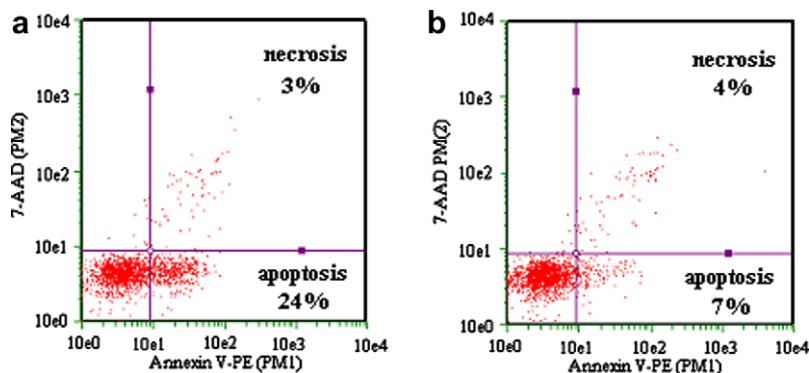 a
10e4
10e3
10e2
10e1
10e0
7-AAD (PM2)
necrosis
3%
apoptosis
24%
10e0 10e1 10e2 10e3 10e4
Annexin V-PE (PM1)
b
10e4
10e3
10e2
10e1
10e0
7-AAD PM(2)
necrosis
4%
apoptosis
7%
10e0 10e1 10e2 10e3 10e4
Annexin V-PE (PM1)